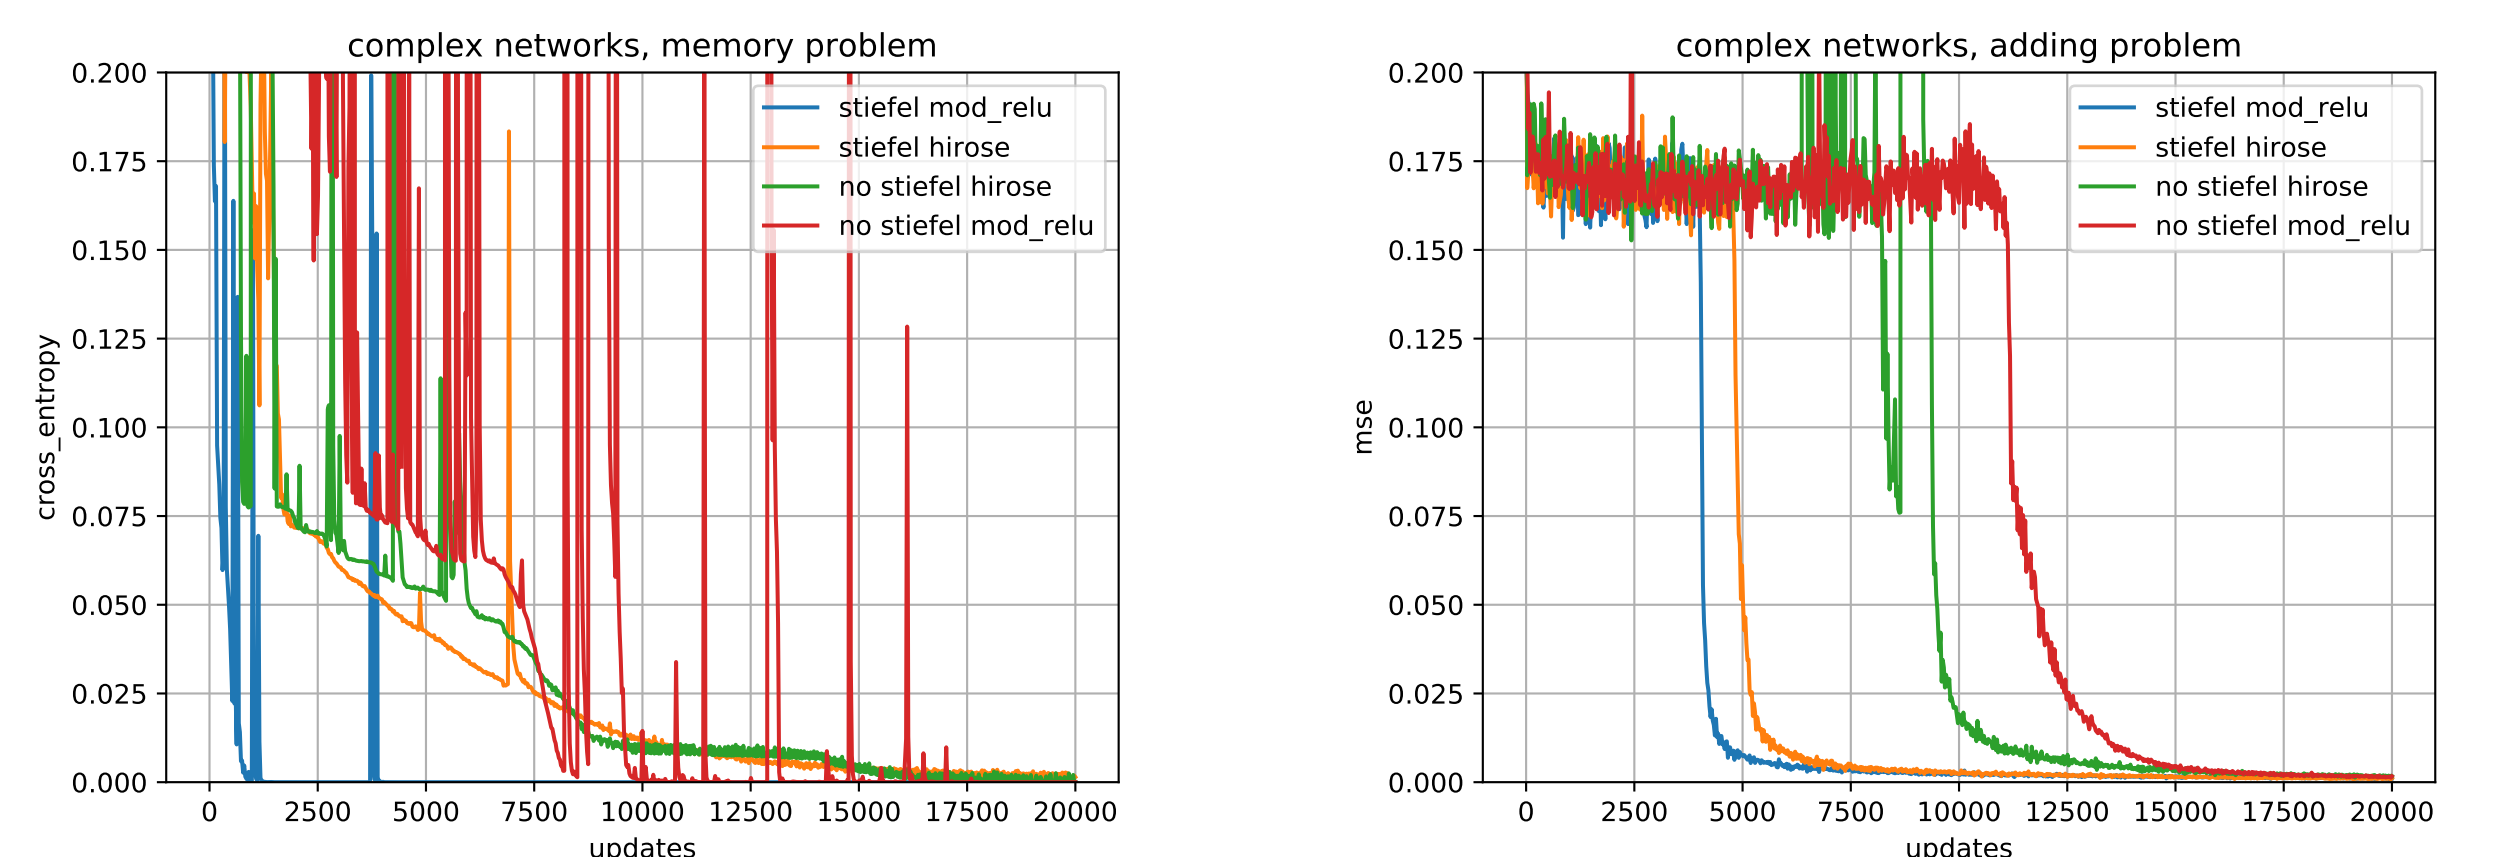 complex networks, memory problem
0.200
0.175
0.150
0.125
0.100
0.075
0.050
0.025
0.000
cross_entropy
0 2500 5000 7500 10000 12500 15000 17500 20000
updates
stiefel mod_relu
stiefel hirose
no stiefel hirose
no stiefel mod_relu
complex networks, adding problem
0.200
0.175
0.150
0.125
0.100
0.075
0.050
0.025
0.000
mse
0 2500 5000 7500 10000 12500 15000 17500 20000
updates
stiefel mod_relu
stiefel hirose
no stiefel hirose
no stiefel mod_relu